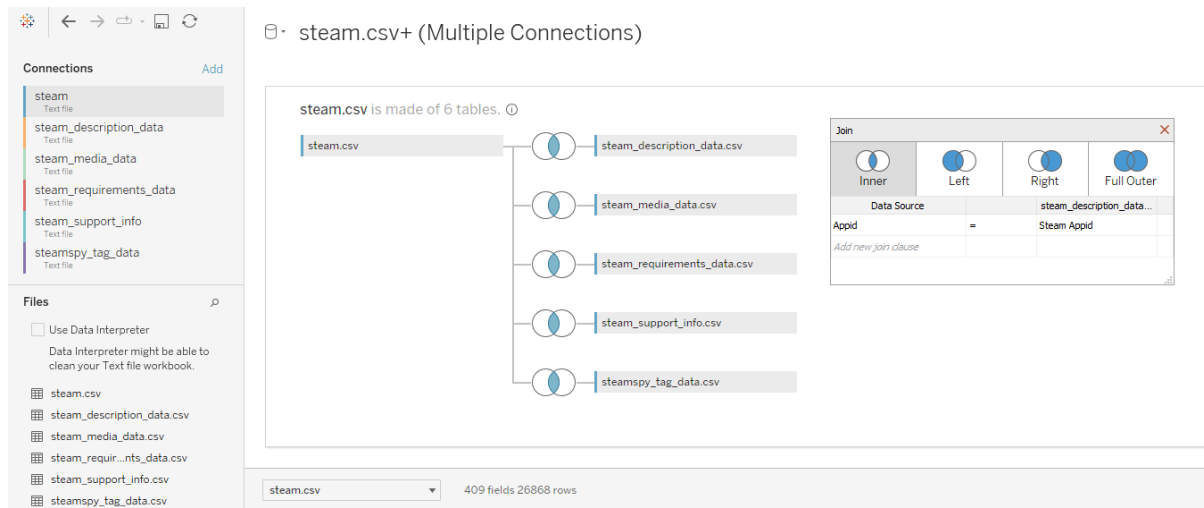 steam.csv+ (Multiple Connections)
Connections
Add
steam
Text file
steam_description_data
Text file
steam_media_data
Text file
steam_requirements_data
Text file
steam_support_info
Text file
steamspy_tag_data
Text file
Files
Use Data Interpreter
Data Interpreter might be able to
clean your Text file workbook.
steam.csv
steam_description_data.csv
steam_media_data.csv
steam_requir...nts_data.csv
steam_support_info.csv
steamspy_tag_data.csv
steam.csv is made of 6 tables.
steam.csv
steam_description_data.csv
steam_media_data.csv
steam_requirements_data.csv
steam_support_info.csv
steamspy_tag_data.csv
Join
Inner
Left
Right
Full Outer
Data Source
steam_description_data...
Appid = Steam Appid
Add new join clause
steam.csv
409 fields 26868 rows